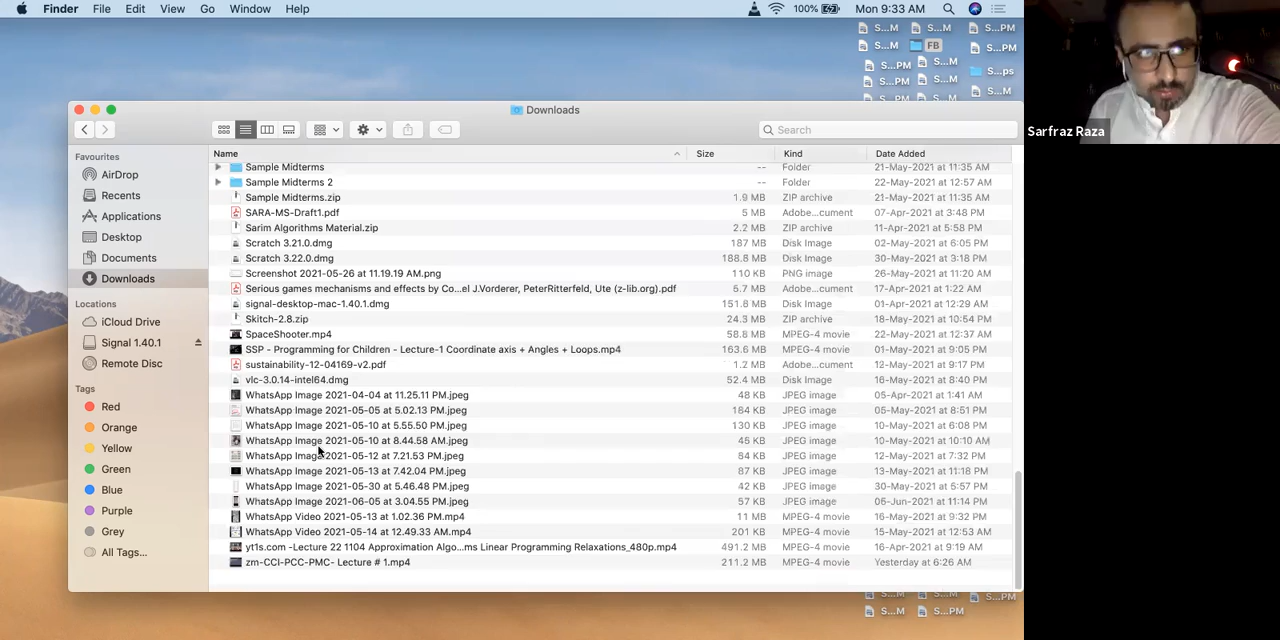 Finder File Edit View Go Window Help 100% Mon 9:33 AM
S...M S...M S...PM
S...M FB S...PM
S...PM S...M S...ps
S...PM S...M S...M
Downloads
Search
Sarfraz Raza
Favourites
AirDrop
Recents
Applications
Desktop
Documents
Downloads
Locations
iCloud Drive
Signal 1.40.1
Remote Disc
Tags
Red
Orange
Yellow
Green
Blue
Purple
Grey
All Tags...
Name Size Kind Date Added
Sample Midterms -- Folder 21-May-2021 at 11:35 AM
Sample Midterms 2 -- Folder 22-May-2021 at 12:57 AM
Sample Midterms.zip 1.9 MB ZIP archive 21-May-2021 at 11:35 AM
SARA-MS-Draft1.pdf 5 MB Adobe...cument 07-Apr-2021 at 3:48 PM
Sarim Algorithms Material.zip 2.2 MB ZIP archive 11-Apr-2021 at 5:58 PM
Scratch 3.21.0.dmg 187 MB Disk Image 02-May-2021 at 6:05 PM
Scratch 3.22.0.dmg 188.8 MB Disk Image 30-May-2021 at 3:18 PM
Screenshot 2021-05-26 at 11.19.19 AM.png 110 KB PNG image 26-May-2021 at 11:20 AM
Serious games mechanisms and effects by Co...el J.Vorderer, PeterRitterfeld, Ute (z-lib.org).pdf 5.7 MB Adobe...cument 17-Apr-2021 at 1:22 AM
signal-desktop-mac-1.40.1.dmg 151.8 MB Disk Image 01-Apr-2021 at 12:29 AM
Skitch-2.8.zip 24.3 MB ZIP archive 18-May-2021 at 10:54 PM
SpaceShooter.mp4 58.8 MB MPEG-4 movie 22-May-2021 at 12:37 AM
SSP - Programming for Children - Lecture-1 Coordinate axis + Angles + Loops.mp4 163.6 MB MPEG-4 movie 01-May-2021 at 9:05 PM
sustainability-12-04169-v2.pdf 1.2 MB Adobe...cument 12-May-2021 at 9:17 PM
vlc-3.0.14-intel64.dmg 52.4 MB Disk Image 16-May-2021 at 8:40 PM
WhatsApp Image 2021-04-04 at 11.25.11 PM.jpeg 48 KB JPEG image 05-Apr-2021 at 1:41 AM
WhatsApp Image 2021-05-05 at 5.02.13 PM.jpeg 184 KB JPEG image 05-May-2021 at 8:51 PM
WhatsApp Image 2021-05-10 at 5.55.50 PM.jpeg 130 KB JPEG image 10-May-2021 at 6:08 PM
WhatsApp Image 2021-05-10 at 8.44.58 AM.jpeg 45 KB JPEG image 10-May-2021 at 10:10 AM
WhatsApp Image 2021-05-12 at 7.21.53 PM.jpeg 84 KB JPEG image 12-May-2021 at 7:32 PM
WhatsApp Image 2021-05-13 at 7.42.04 PM.jpeg 87 KB JPEG image 13-May-2021 at 11:18 PM
WhatsApp Image 2021-05-30 at 5.46.48 PM.jpeg 42 KB JPEG image 30-May-2021 at 5:57 PM
WhatsApp Image 2021-06-05 at 3.04.55 PM.jpeg 57 KB JPEG image 05-Jun-2021 at 11:14 PM
WhatsApp Video 2021-05-13 at 1.02.36 PM.mp4 11 MB MPEG-4 movie 16-May-2021 at 9:32 PM
WhatsApp Video 2021-05-14 at 12.49.33 AM.mp4 201 KB MPEG-4 movie 15-May-2021 at 12:53 AM
yt1s.com -Lecture 22 1104 Approximation Algo...ms Linear Programming Relaxations_480p.mp4 491.2 MB MPEG-4 movie 16-Apr-2021 at 9:19 AM
zm-CCI-PCC-PMC- Lecture # 1.mp4 211.2 MB MPEG-4 movie Yesterday at 6:26 AM
S...M S...PM